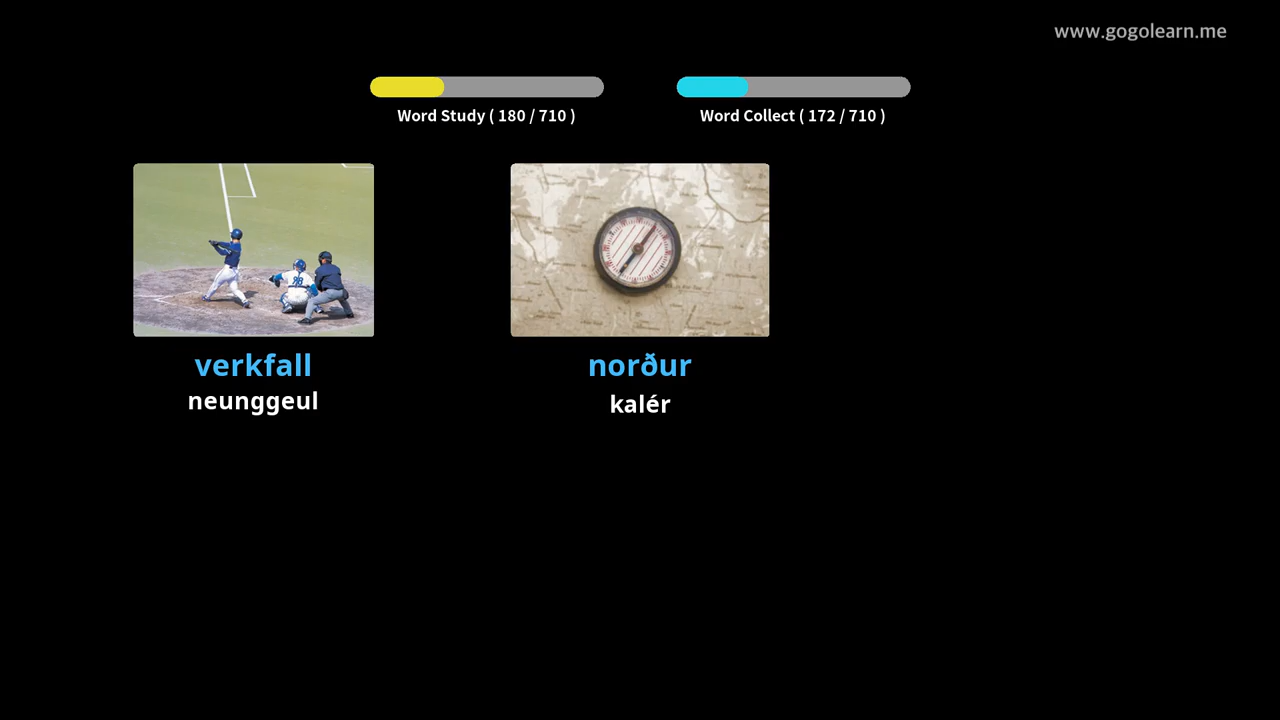 www.gogolearn.me
Word Study ( 180 / 710 )
Word Collect ( 172 / 710 )
verkfall
neunggeul
norður
kalér